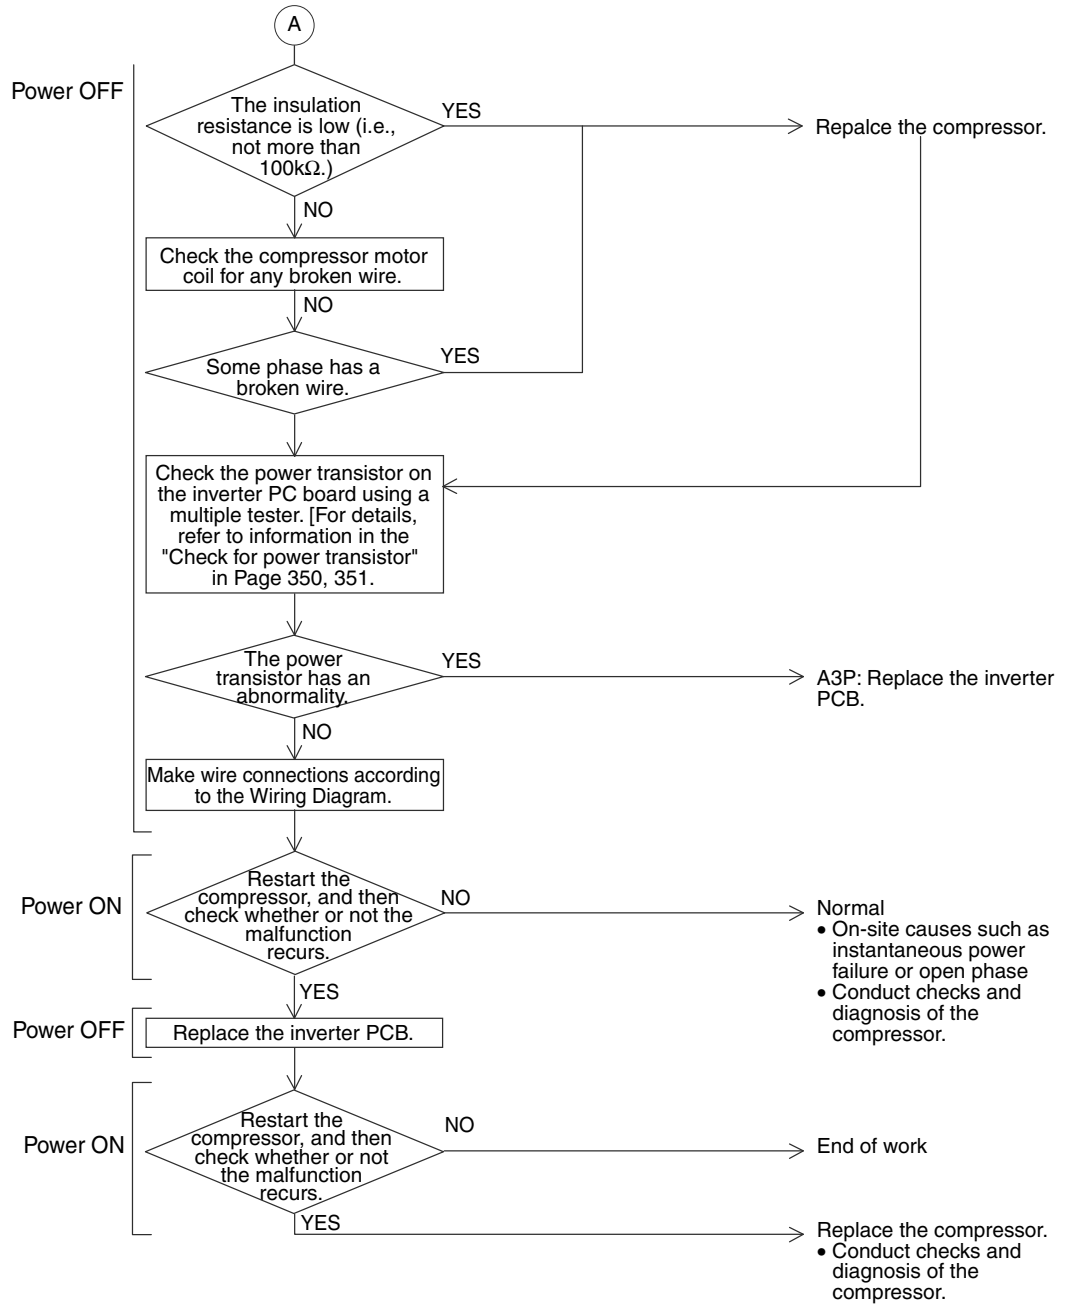 A
Power OFF
The insulation
resistance is low (i.e.,
not more than
100kΩ.)
YES
Repalce the compressor.
NO
Check the compressor motor
coil for any broken wire.
NO
Some phase has a
broken wire.
YES
Check the power transistor on
the inverter PC board using a
multiple tester. [For details,
refer to information in the
"Check for power transistor"
in Page 350, 351.
The power
transistor has an
abnormality.
YES
A3P: Replace the inverter
PCB.
NO
Make wire connections according
to the Wiring Diagram.
Power ON
Restart the
compressor, and then
check whether or not the
malfunction
recurs.
NO
Normal
• On-site causes such as
instantaneous power
failure or open phase
• Conduct checks and
diagnosis of the
compressor.
YES
Power OFF
Replace the inverter PCB.
Power ON
Restart the
compressor, and then
check whether or not
the malfunction
recurs.
NO
End of work
YES
Replace the compressor.
• Conduct checks and
diagnosis of the
compressor.